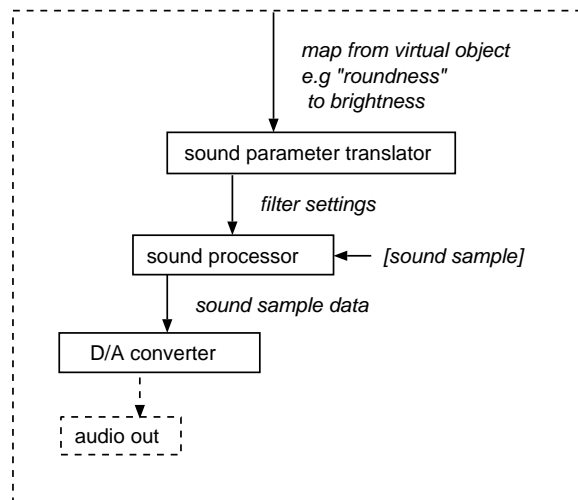 map from virtual object
e.g "roundness"
to brightness
sound parameter translator
filter settings
sound processor
[sound sample]
sound sample data
D/A converter
audio out